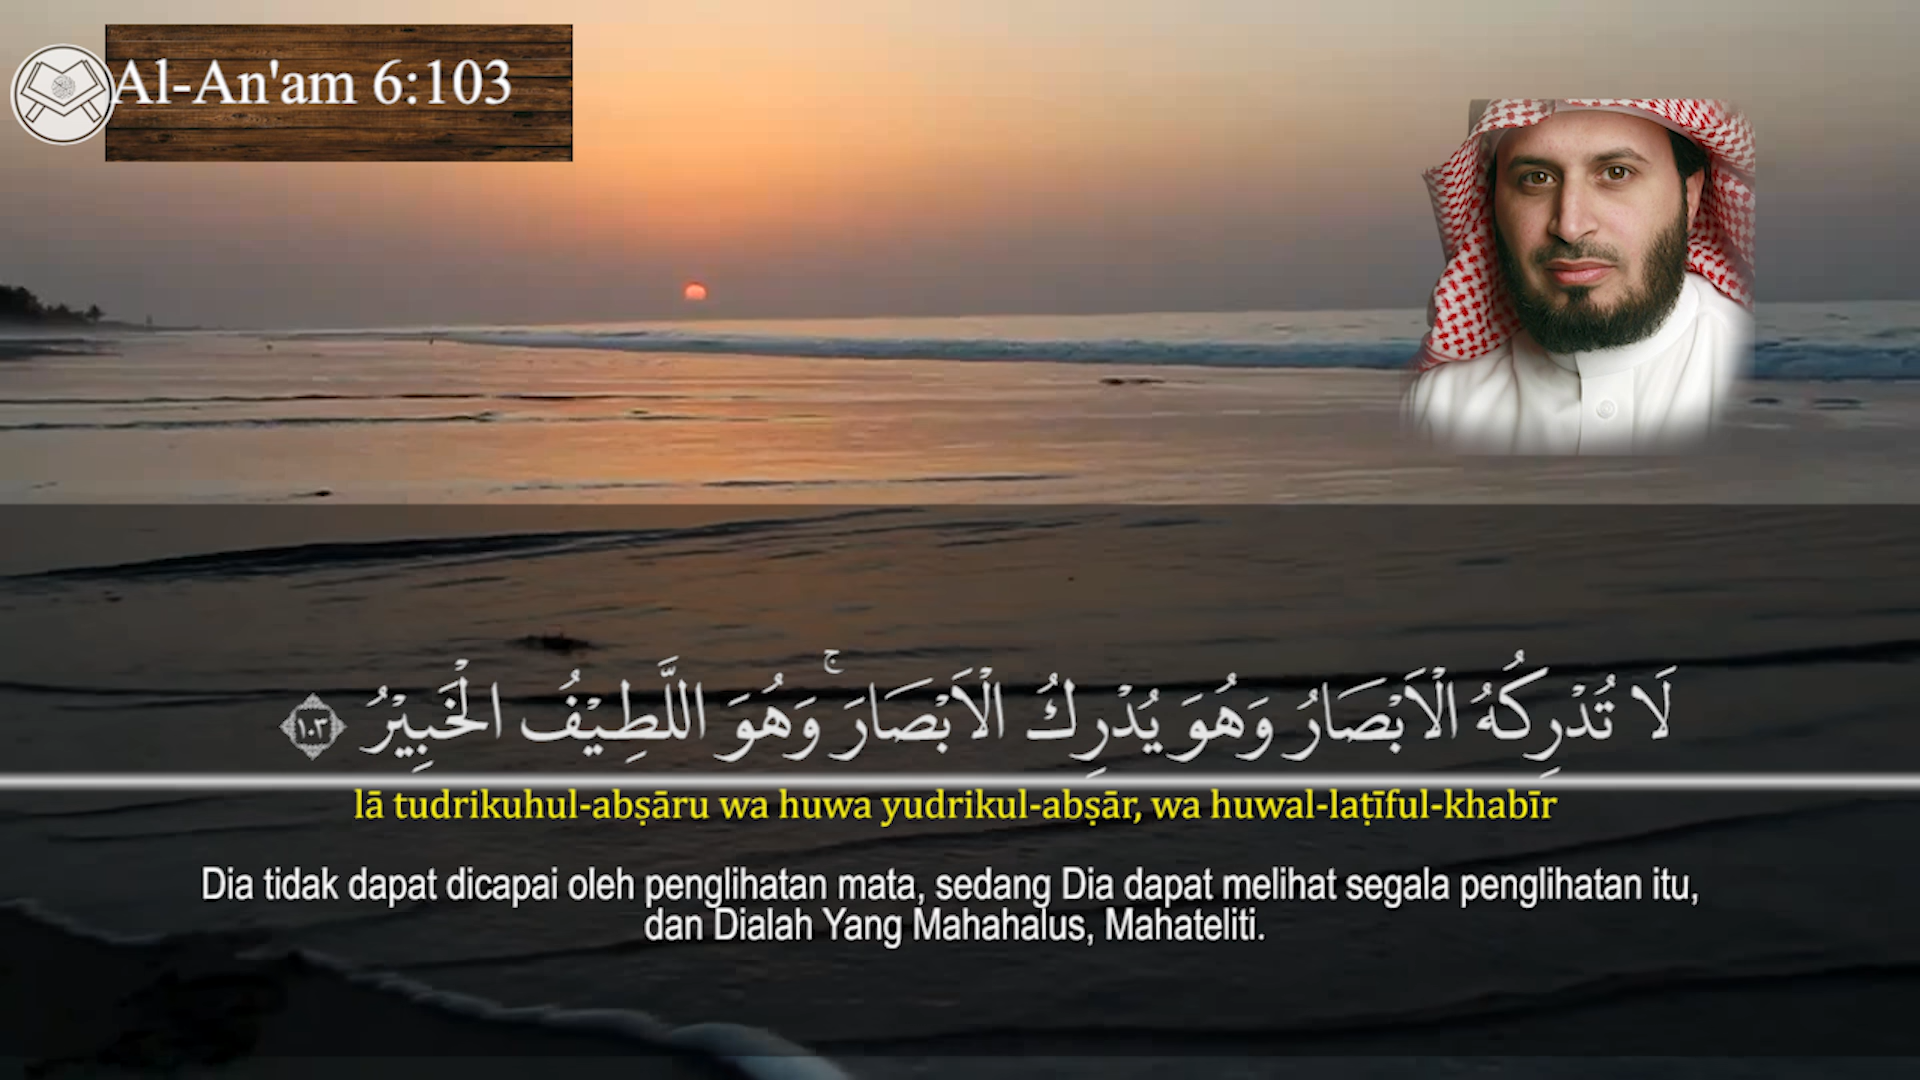 Al-An'am 6:103
لَا تُدْرِكُهُ الْاَبْصَارُ وَهُوَ يُدْرِكُ الْاَبْصَارَۚ وَهُوَ اللَّطِيْفُ الْخَبِيْرُ ١٠٣
lā tudrikuhul-abṣāru wa huwa yudrikul-abṣār, wa huwal-laṭīful-khabīr
Dia tidak dapat dicapai oleh penglihatan mata, sedang Dia dapat melihat segala penglihatan itu,
dan Dialah Yang Mahahalus, Mahateliti.